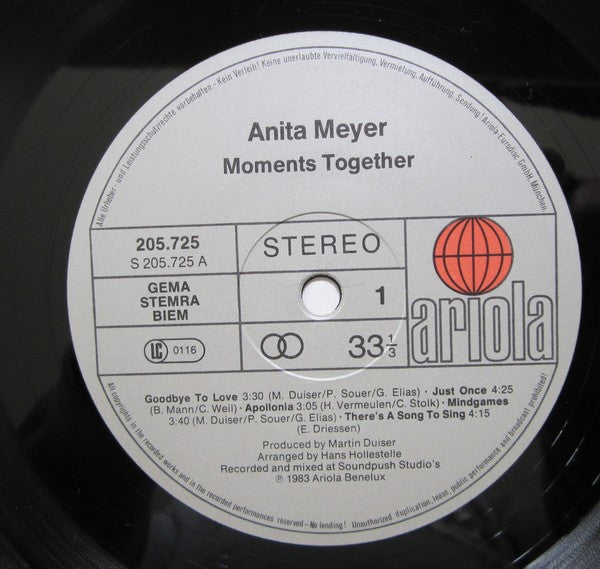 Alle Urheber- und Leistungsschutzrechte vorbehalten - Kein Verleih! Keine unerlaubte Vervielfältigung, Vermietung, Aufführung, Sendung! Ariola-Eurodisc GmbH, München
Anita Meyer
Moments Together
205.725
S 205.725 A
STEREO
GEMA
STEMRA
BIEM
1
LC 0116
33⅓
ariola
Goodbye To Love 3:30 (M. Duiser/P. Souer/G. Elias) · Just Once 4:25
(B. Mann/C. Weil) · Apollonia 3:05 (H. Vermeulen/C. Stolk) · Mindgames
3:40 (M. Duiser/P. Souer/G. Elias) · There's A Song To Sing 4:15
(E. Driessen)
Produced by Martin Duiser
Arranged by Hans Hollestelle
Recorded and mixed at Soundpush Studio's
℗ 1983 Ariola Benelux
All copyrights in the recorded works and in the recorded performances reserved – No lending! Unauthorized duplication, lease, public performance and broadcast prohibited!